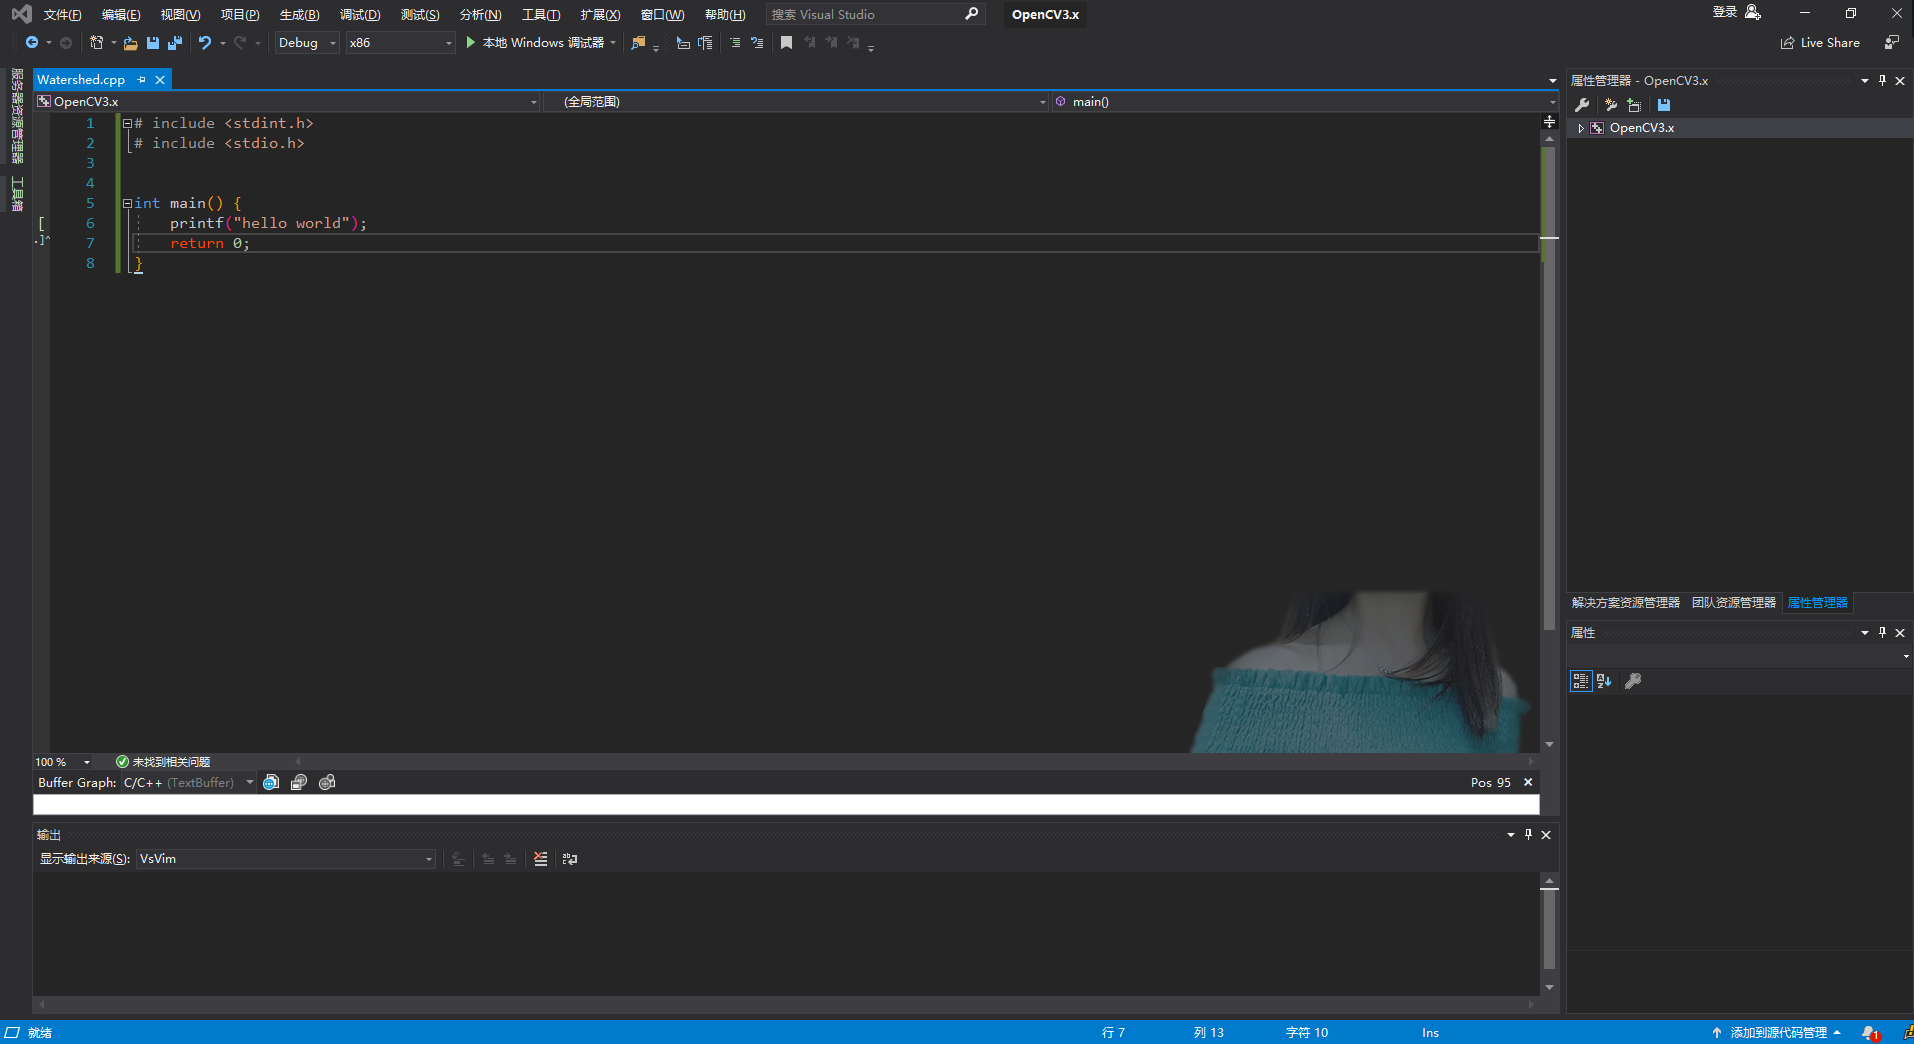 文件(F) 编辑(E) 视图(V) 项目(P) 生成(B) 调试(D) 测试(S) 分析(N) 工具(T) 扩展(X) 窗口(W) 帮助(H) 搜索 Visual Studio OpenCV3.x 登录
Debug x86 本地 Windows 调试器 Live Share
服务器资源管理器
工具箱
Watershed.cpp
OpenCV3.x (全局范围) main()
1 # include <stdint.h>
2 # include <stdio.h>
3
4
5 int main() {
6 printf("hello world");
7 return 0;
8 }
[
.]^
100 % 未找到相关问题
Buffer Graph: C/C++ (TextBuffer) Pos 95
输出
显示输出来源(S): VsVim
属性管理器 - OpenCV3.x
OpenCV3.x
解决方案资源管理器 团队资源管理器 属性管理器
属性
就绪 行 7 列 13 字符 10 Ins 添加到源代码管理 1